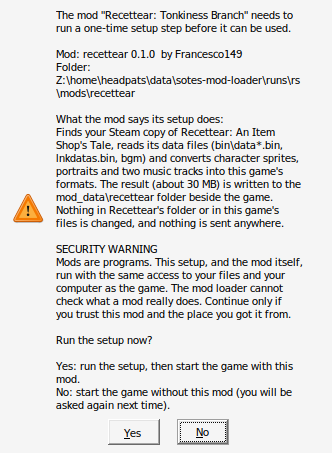 The mod "Recettear: Tonkiness Branch" needs to
run a one-time setup step before it can be used.
Mod: recettear 0.1.0  by Francesco149
Folder:
Z:\home\headpats\data\sotes-mod-loader\runs\rs
\mods\recettear
What the mod says its setup does:
Finds your Steam copy of Recettear: An Item
Shop's Tale, reads its data files (bin\data*.bin,
lnkdatas.bin, bgm) and converts character sprites,
portraits and two music tracks into this game's
formats. The result (about 30 MB) is written to the
mod_data\recettear folder beside the game.
Nothing in Recettear's folder or in this game's
files is changed, and nothing is sent anywhere.
SECURITY WARNING
Mods are programs. This setup, and the mod itself,
run with the same access to your files and your
computer as the game. The mod loader cannot
check what a mod really does. Continue only if
you trust this mod and the place you got it from.
Run the setup now?
Yes: run the setup, then start the game with this
mod.
No: start the game without this mod (you will be
asked again next time).
Yes
No